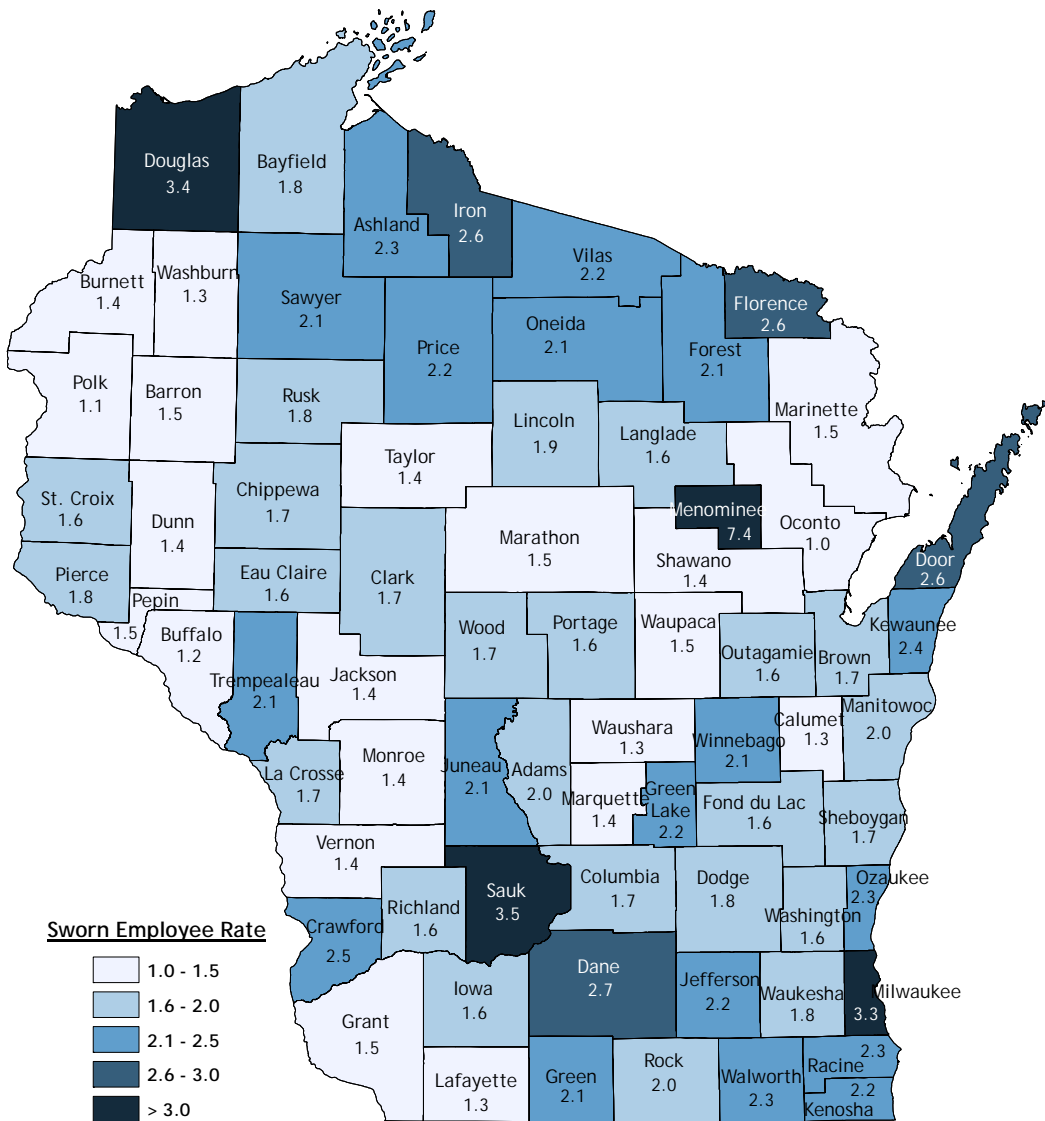 Douglas
3.4
Bayfield
1.8
Ashland
2.3
Iron
2.6
Vilas
2.2
Burnett
1.4
Washburn
1.3
Sawyer
2.1
Price
2.2
Oneida
2.1
Forest
2.1
Florence
2.6
Marinette
1.5
Polk
1.1
Barron
1.5
Rusk
1.8
Lincoln
1.9
Langlade
1.6
Taylor
1.4
St. Croix
1.6
Dunn
1.4
Chippewa
1.7
Marathon
1.5
Menominee
7.4
Oconto
1.0
Shawano
1.4
Door
2.6
Pierce
1.8
Pepin
1.5
Eau Claire
1.6
Clark
1.7
Buffalo
1.2
Trempealeau
2.1
Jackson
1.4
Wood
1.7
Portage
1.6
Waupaca
1.5
Outagamie
1.6
Brown
1.7
Kewaunee
2.4
Manitowoc
2.0
Calumet
1.3
Winnebago
2.1
Waushara
1.3
La Crosse
1.7
Monroe
1.4
Juneau
2.1
Adams
2.0
Marquette
1.4
Green
Lake
2.2
Fond du Lac
1.6
Sheboygan
1.7
Vernon
1.4
Crawford
2.5
Richland
1.6
Sauk
3.5
Columbia
1.7
Dodge
1.8
Washington
1.6
Ozaukee
2.3
Grant
1.5
Iowa
1.6
Dane
2.7
Jefferson
2.2
Waukesha
1.8
Milwaukee
3.3
Lafayette
1.3
Green
2.1
Rock
2.0
Walworth
2.3
Racine
2.3
Kenosha
2.2
Sworn Employee Rate
1.0 - 1.5
1.6 - 2.0
2.1 - 2.5
2.6 - 3.0
> 3.0